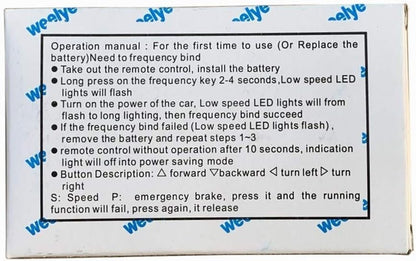 weelye
weelye
Operation manual : For the first time to use (Or Replace the
battery)Need to frequency bind
● Take out the remote control, install the battery
● Long press on the frequency key 2-4 seconds,Low speed LED
lights will flash
● Turn on the power of the car, Low speed LED lights will from
flash to long lighting, then frequency bind succeed
● If the frequency bind failed (Low speed LED lights flash) ,
remove the battery and repeat steps 1~3
● remote control without operation after 10 seconds, indication
light will off into power saving mode
● Button Description: △ forward ▽backward ◁ turn left ▷ turn
right
S: Speed P: emergency brake, press it and the running
function will fail, press again, it release
weelye
weelye